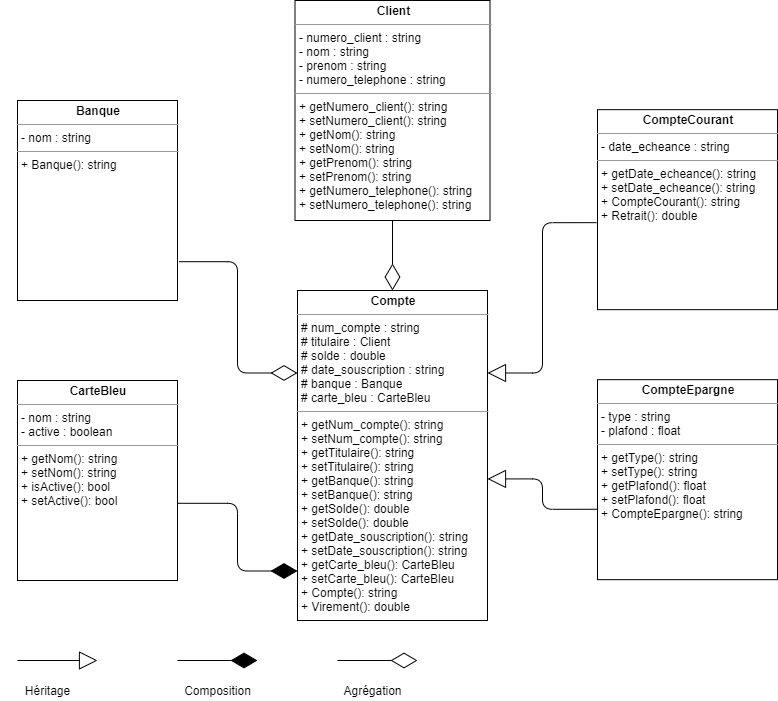 Client
- numero_client : string
- nom : string
- prenom : string
- numero_telephone : string
+ getNumero_client(): string
+ setNumero_client(): string
+ getNom(): string
+ setNom(): string
+ getPrenom(): string
+ setPrenom(): string
+ getNumero_telephone(): string
+ setNumero_telephone(): string
Banque
- nom : string
+ Banque(): string
CompteCourant
- date_echeance : string
+ getDate_echeance(): string
+ setDate_echeance(): string
+ CompteCourant(): string
+ Retrait(): double
Compte
# num_compte : string
# titulaire : Client
# solde : double
# date_souscription : string
# banque : Banque
# carte_bleu : CarteBleu
+ getNum_compte(): string
+ setNum_compte(): string
+ getTitulaire(): string
+ setTitulaire(): string
+ getBanque(): string
+ setBanque(): string
+ getSolde(): double
+ setSolde(): double
+ getDate_souscription(): string
+ setDate_souscription(): string
+ getCarte_bleu(): CarteBleu
+ setCarte_bleu(): CarteBleu
+ Compte(): string
+ Virement(): double
CarteBleu
- nom : string
- active : boolean
+ getNom(): string
+ setNom(): string
+ isActive(): bool
+ setActive(): bool
CompteEpargne
- type : string
- plafond : float
+ getType(): string
+ setType(): string
+ getPlafond(): float
+ setPlafond(): float
+ CompteEpargne(): string
Héritage
Composition
Agrégation